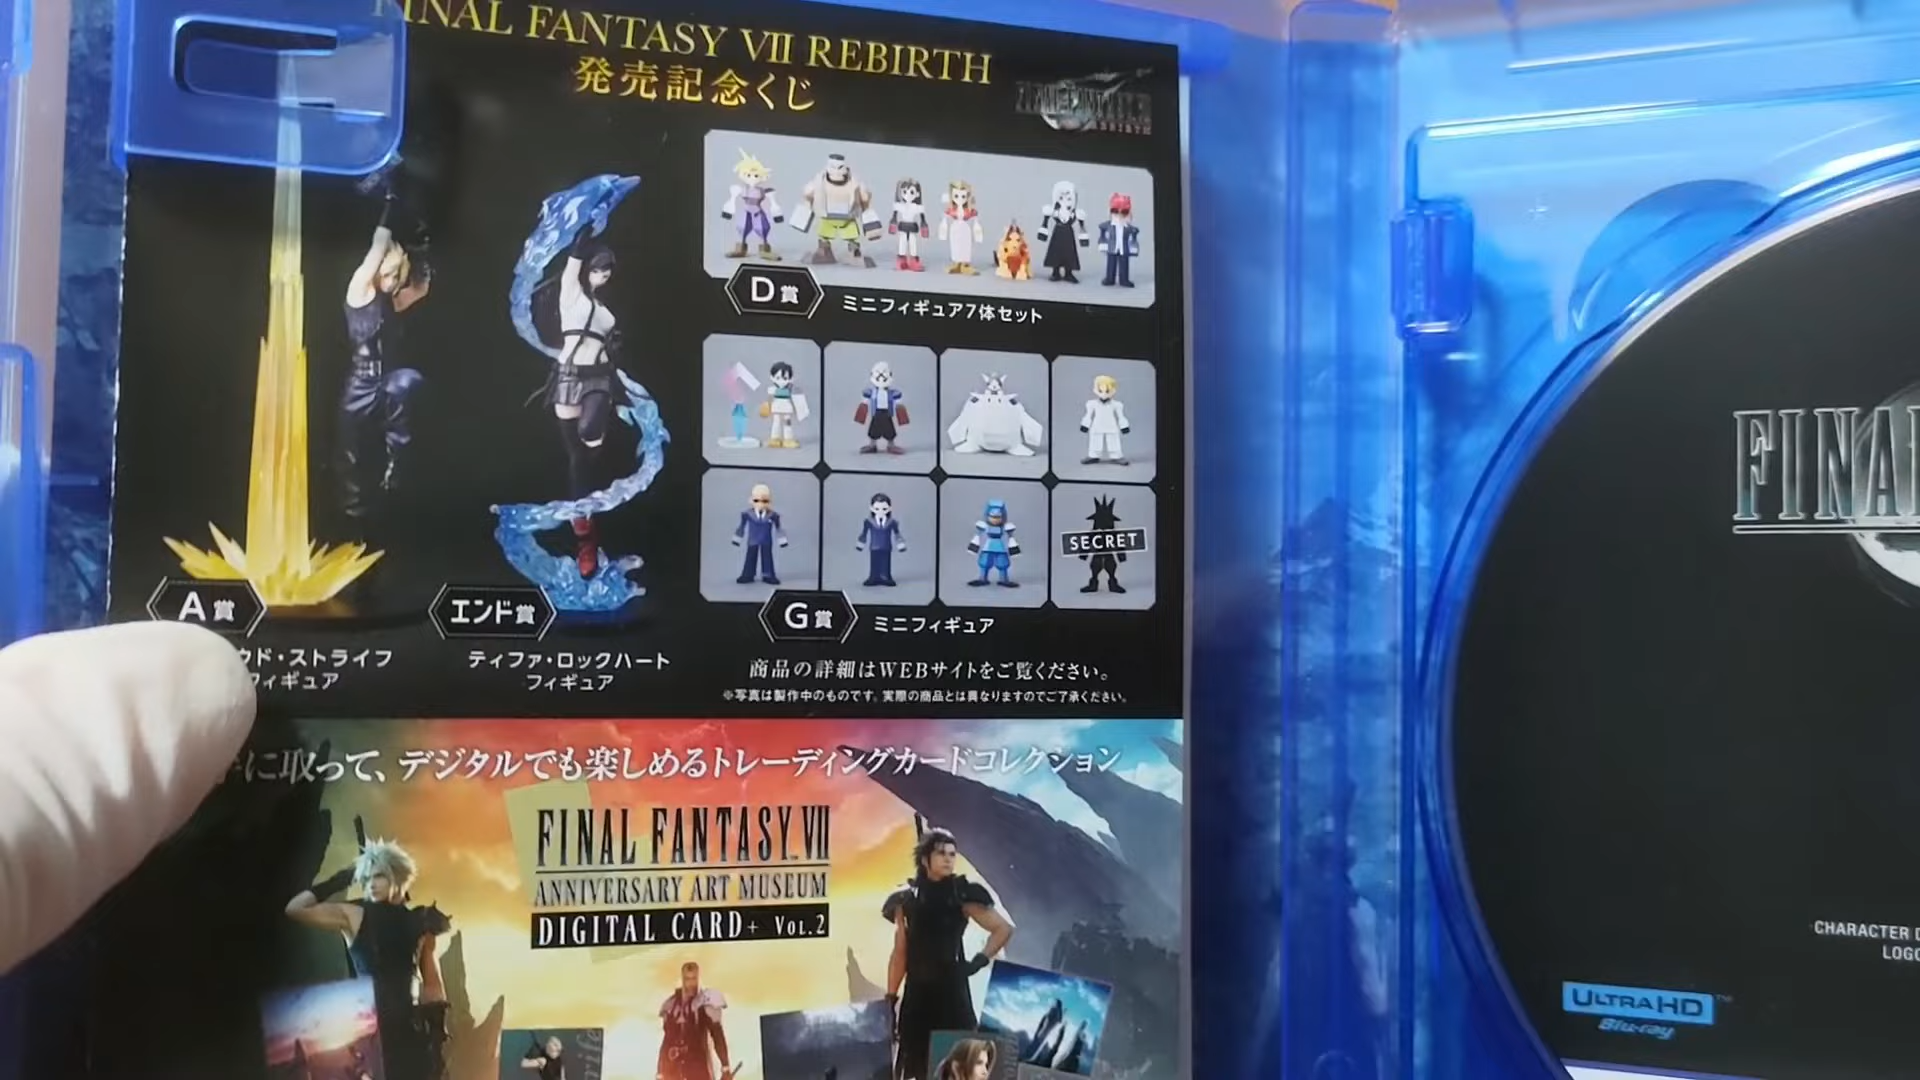 FINAL FANTASY VII REBIRTH
発売記念くじ
REBIRTH
D賞
ミニフィギュア7体セット
SECRET
A賞
エンド賞
G賞
ミニフィギュア
ウド・ストライフ
フィギュア
ティファ・ロックハート
フィギュア
商品の詳細はWEBサイトをご覧ください。
※写真は製作中のものです。実際の商品とは異なりますのでご了承ください。
に取って、デジタルでも楽しめるトレーディングカードコレクション
FINAL FANTASY VII
ANNIVERSARY ART MUSEUM
DIGITAL CARD+ VOL.2
FINA
CHARACTER D
LOGO
ULTRA HD™
Blu-ray